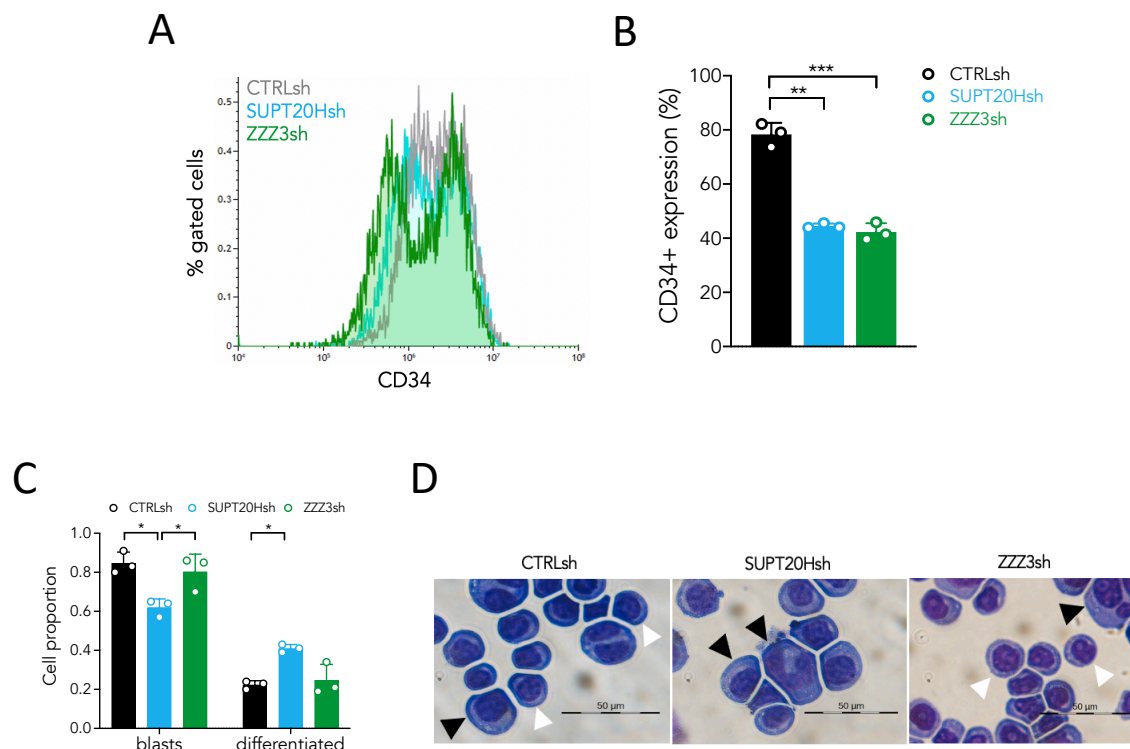 A
CTRLsh
SUPT20Hsh
ZZZ3sh
% gated cells
0.5
0.4
0.3
0.2
0.1
0
10⁴
10⁵
10⁶
10⁷
10⁸
CD34
B
CD34+ expression (%)
100
80
60
40
20
0
***
**
CTRLsh
SUPT20Hsh
ZZZ3sh
C
CTRLsh SUPT20Hsh ZZZ3sh
Cell proportion
1.0
0.8
0.6
0.4
0.2
0.0
* * *
blasts differentiated
D
CTRLsh SUPT20Hsh ZZZ3sh
50 µm 50 µm 50 µm